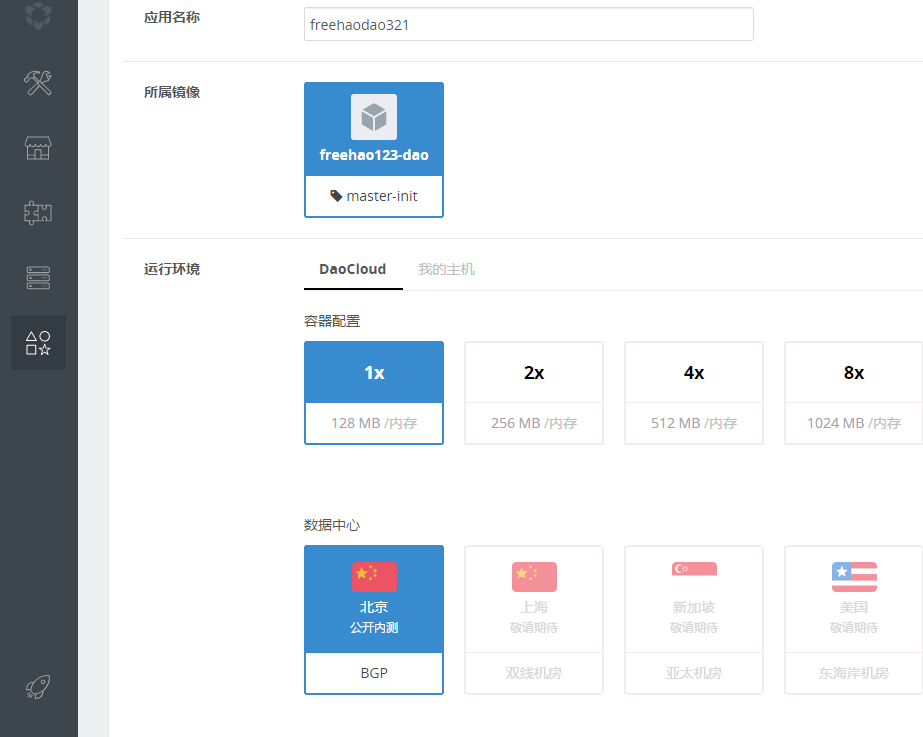 应用名称
freehaodao321
所属镜像
freehao123-dao
master-init
运行环境
DaoCloud 我的主机
容器配置
1x 2x 4x 8x
128 MB /内存 256 MB /内存 512 MB /内存 1024 MB /内存
数据中心
北京 上海 新加坡 美国
公开内测 敬请期待 敬请期待 敬请期待
BGP 双线机房 亚太机房 东海岸机房